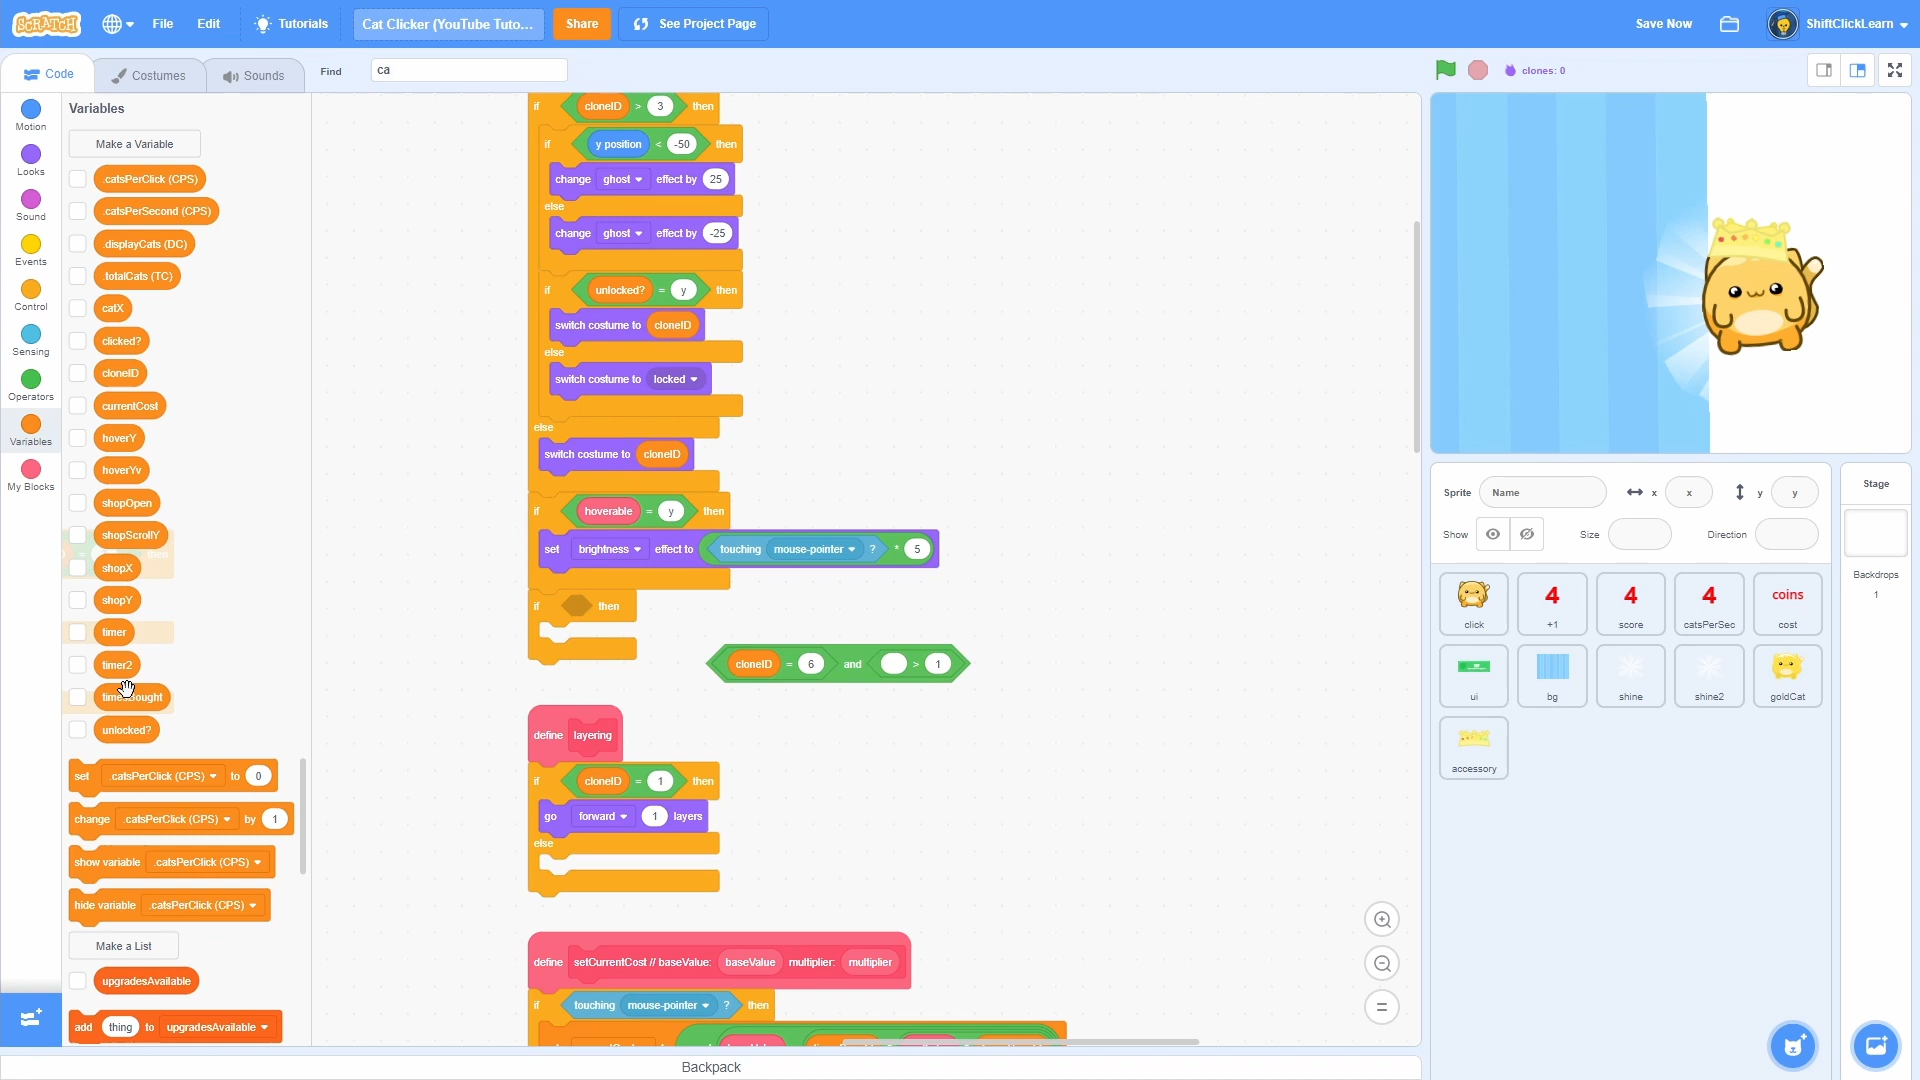 SCRATCH
File
Edit
Tutorials
Cat Clicker (YouTube Tuto...
Share
See Project Page
Save Now
ShiftClickLearn
Code
Costumes
Sounds
Find
ca
clones: 0
Motion
Looks
Sound
Events
Control
Sensing
Operators
Variables
My Blocks
Variables
Make a Variable
.catsPerClick (CPS)
.catsPerSecond (CPS)
.displayCats (DC)
.totalCats (TC)
catX
clicked?
cloneID
currentCost
hoverY
hoverYv
shopOpen
shopScrollY
shopX
shopY
timer
timer2
unlocked?
set .catsPerClick (CPS) to 0
change .catsPerClick (CPS) by 1
show variable .catsPerClick (CPS)
hide variable .catsPerClick (CPS)
Make a List
upgradesAvailable
add thing to upgradesAvailable
if cloneID > 3 then
if y position < -50 then
change ghost effect by 25
else
change ghost effect by -25
if unlocked? = y then
switch costume to cloneID
else
switch costume to locked
else
switch costume to cloneID
if hoverable = y then
set brightness effect to touching mouse-pointer ? * 5
if then
cloneID = 6 and > 1
define layering
if cloneID = 1 then
go forward 1 layers
else
define setCurrentCost // baseValue: baseValue multiplier: multiplier
if touching mouse-pointer ? then
Backpack
Sprite
Name
x
x
y
y
Show
Size
Direction
click
4
+1
4
score
4
catsPerSec
coins
cost
ui
bg
shine
shine2
goldCat
accessory
Stage
Backdrops
1